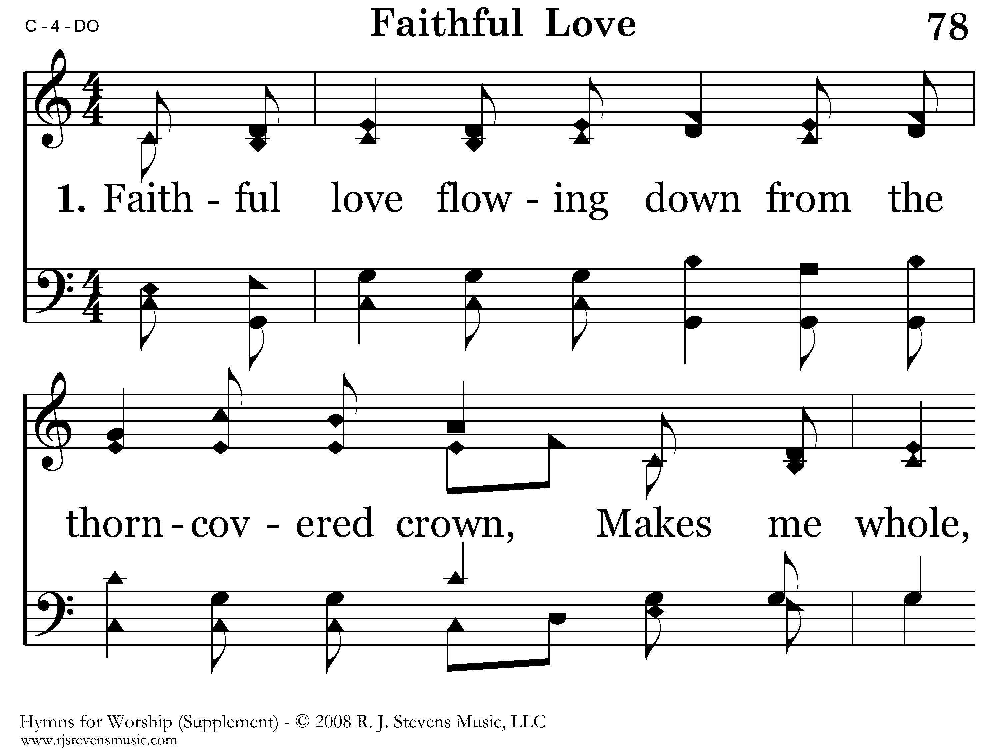 C - 4 - DO
Faithful Love
78
1. Faith - ful love flow - ing down from the
thorn - cov - ered crown, Makes me whole,
Hymns for Worship (Supplement) - © 2008 R. J. Stevens Music, LLC
www.rjstevensmusic.com